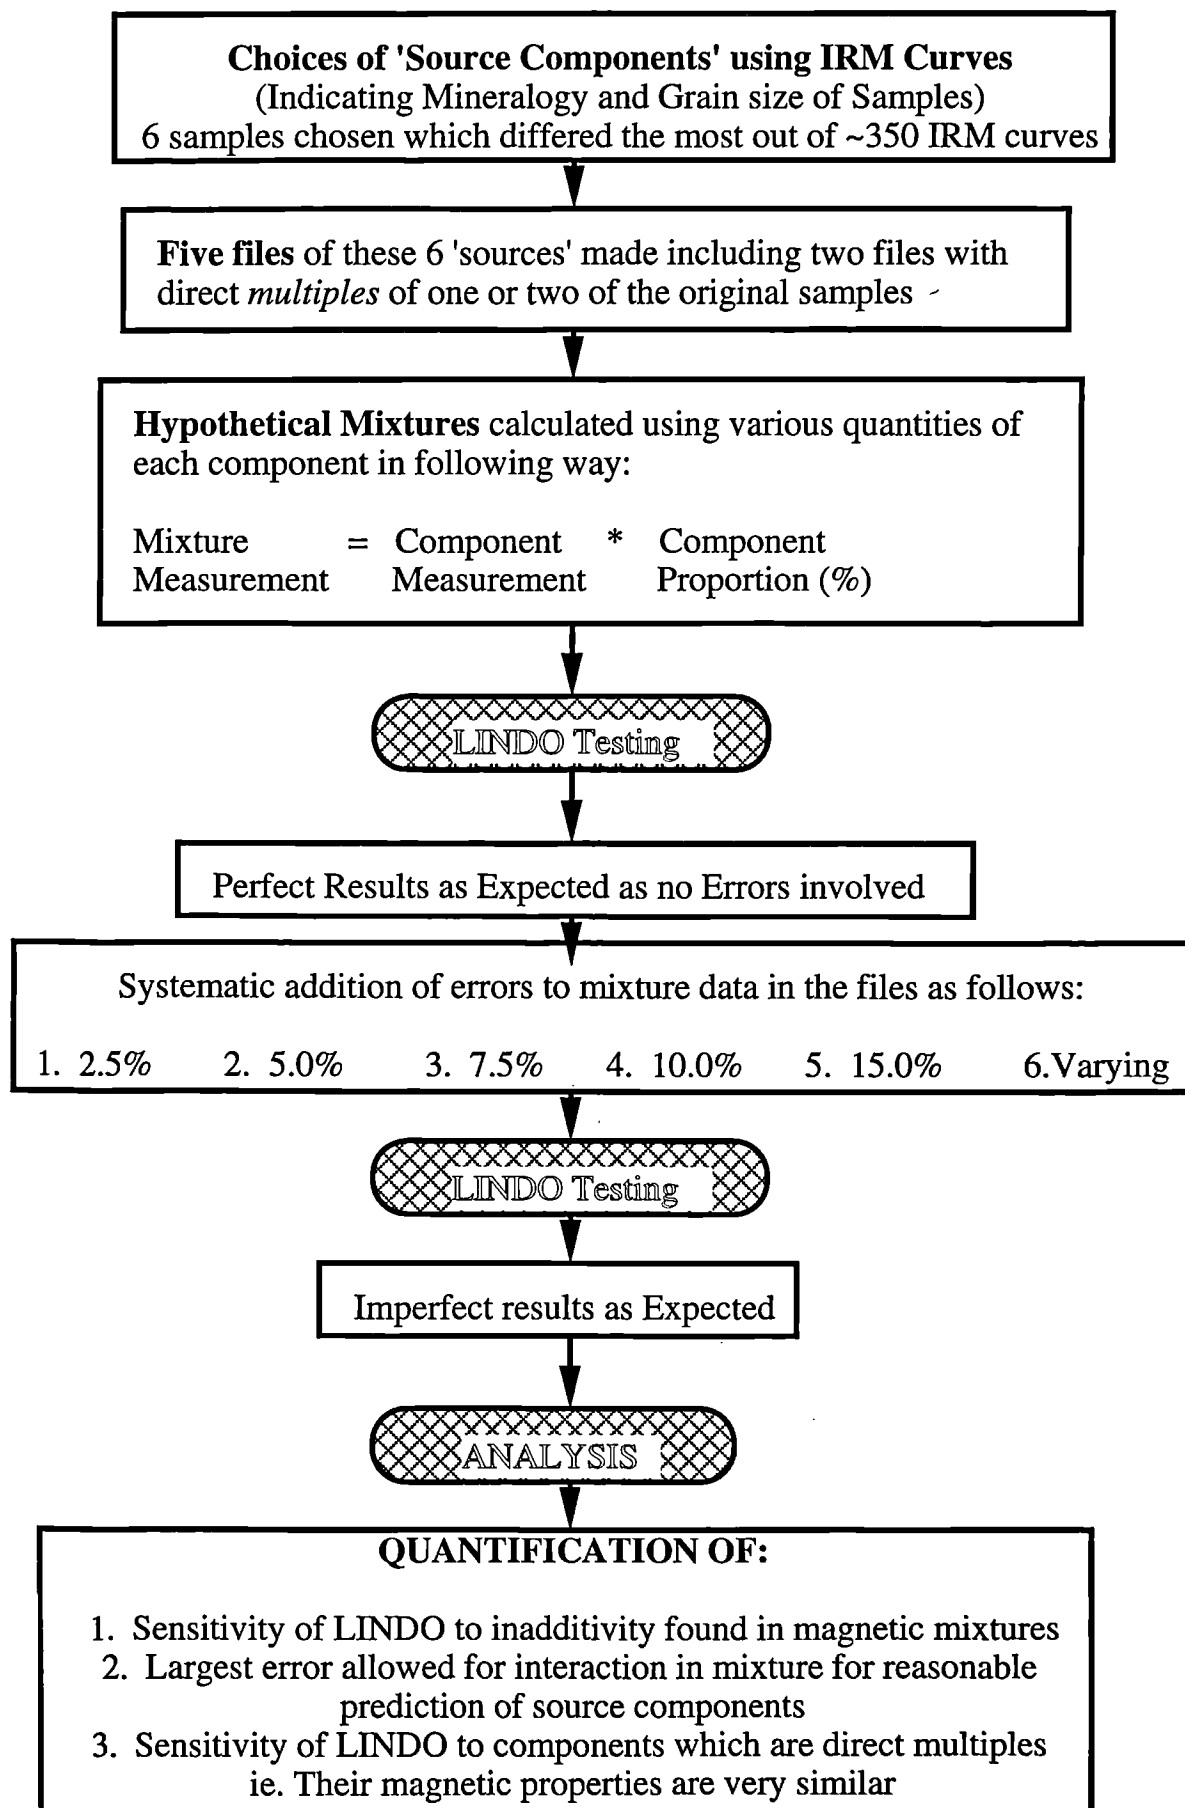 Choices of 'Source Components' using IRM Curves
(Indicating Mineralogy and Grain size of Samples)
6 samples chosen which differed the most out of ~350 IRM curves
Five files of these 6 'sources' made including two files with
direct multiples of one or two of the original samples
Hypothetical Mixtures calculated using various quantities of
each component in following way:
Mixture = Component * Component
Measurement Measurement Proportion (%)
LINDO Testing
Perfect Results as Expected as no Errors involved
Systematic addition of errors to mixture data in the files as follows:
1. 2.5% 2. 5.0% 3. 7.5% 4. 10.0% 5. 15.0% 6.Varying
LINDO Testing
Imperfect results as Expected
ANALYSIS
QUANTIFICATION OF:
1. Sensitivity of LINDO to inadditivity found in magnetic mixtures
2. Largest error allowed for interaction in mixture for reasonable
prediction of source components
3. Sensitivity of LINDO to components which are direct multiples
ie. Their magnetic properties are very similar